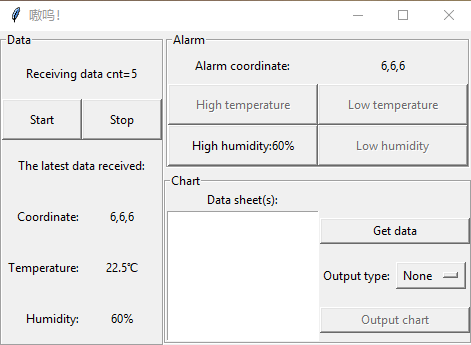 嗷呜!
Data
Receiving data cnt=5
Start Stop
The latest data received:
Coordinate: 6,6,6
Temperature: 22.5℃
Humidity: 60%
Alarm
Alarm coordinate: 6,6,6
High temperature Low temperature
High humidity:60% Low humidity
Chart
Data sheet(s):
Get data
Output type: None
Output chart